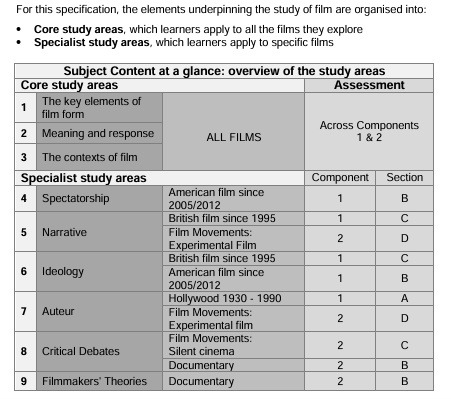 For this specification, the elements underpinning the study of film are organised into:
• Core study areas, which learners apply to all the films they explore
• Specialist study areas, which learners apply to specific films
Subject Content at a glance: overview of the study areas
Core study areas Assessment
1 The key elements of film form ALL FILMS Across Components 1 & 2
2 Meaning and response
3 The contexts of film
Specialist study areas Component Section
4 Spectatorship American film since 2005/2012 1 B
5 Narrative British film since 1995 1 C
Film Movements: Experimental Film 2 D
6 Ideology British film since 1995 1 C
American film since 2005/2012 1 B
7 Auteur Hollywood 1930 - 1990 1 A
Film Movements: Experimental film 2 D
8 Critical Debates Film Movements: Silent cinema 2 C
Documentary 2 B
9 Filmmakers' Theories Documentary 2 B